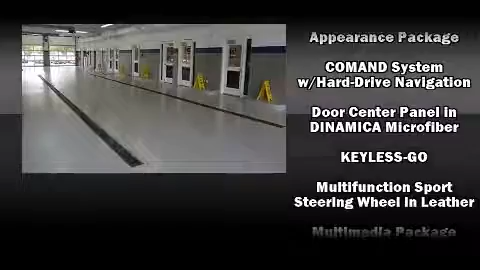 Appearance Package
COMAND System
w/Hard-Drive Navigation
Door Center Panel in
DINAMICA Microfiber
KEYLESS-GO
Multifunction Sport
Steering Wheel in Leather
Multimedia Package